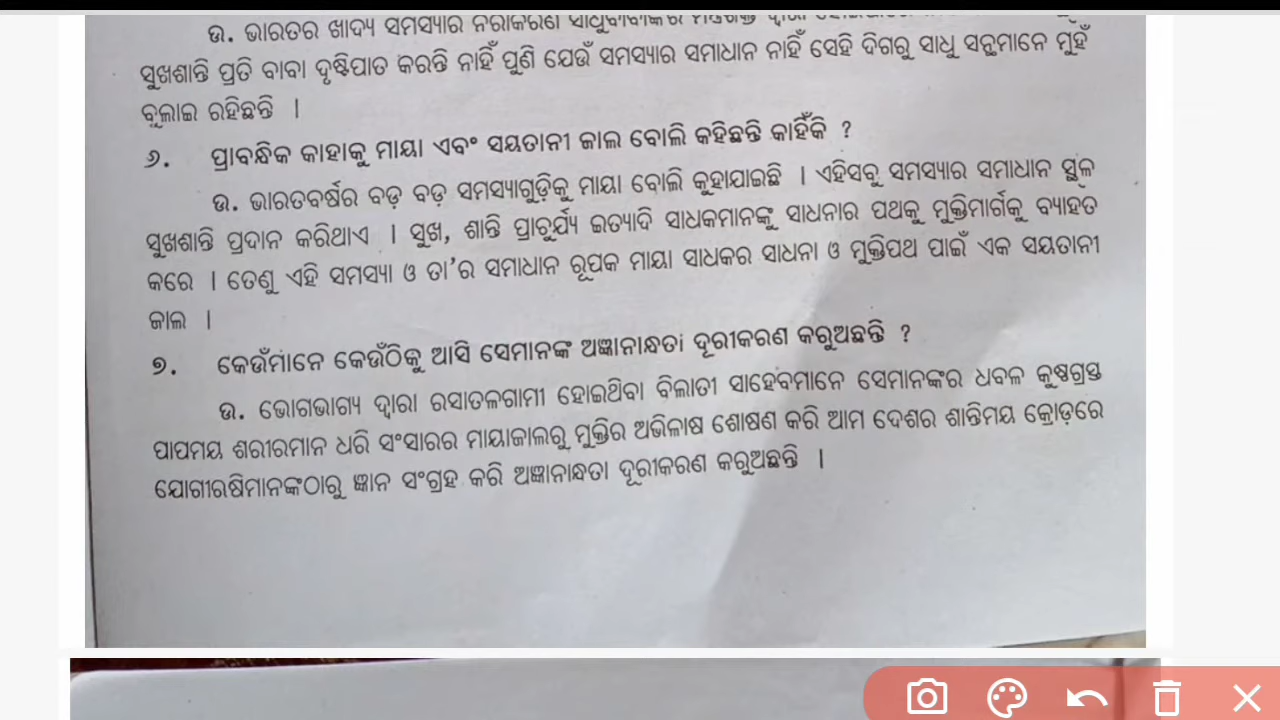 ଉ. ଭାରତର ଖାଦ୍ୟ ସମସ୍ୟାର
ସୁଖଶାନ୍ତି ପ୍ରତି ବାବା ଦୃଷ୍ଟିପାତ କରନ୍ତି ନାହିଁ ପୁଣି ଯେଉଁ ସମସ୍ୟାର ସମାଧାନ ନାହିଁ ସେହି ଦିଗରୁ ସାଧୁ ସନ୍ଥମାନେ ମୁହଁ
ବୁଲାଇ ରହିଛନ୍ତି ।
୬. ପ୍ରାବନ୍ଧିକ କାହାକୁ ମାୟା ଏବଂ ସୟତାନୀ ଜାଲ ବୋଲି କହିଛନ୍ତି କାହିଁକି ?
ଉ. ଭାରତବର୍ଷର ବଡ଼ ବଡ଼ ସମସ୍ୟାଗୁଡ଼ିକୁ ମାୟା ବୋଲି କୁହାଯାଇଛି । ଏହିସବୁ ସମସ୍ୟାର ସମାଧାନ ସ୍ଥୂଳ
ସୁଖଶାନ୍ତି ପ୍ରଦାନ କରିଥାଏ । ସୁଖ, ଶାନ୍ତି ପ୍ରାଚୁର୍ଯ୍ୟ ଇତ୍ୟାଦି ସାଧକମାନଙ୍କୁ ସାଧନାର ପଥକୁ ମୁକ୍ତିମାର୍ଗକୁ ବ୍ୟାହତ
କରେ । ତେଣୁ ଏହି ସମସ୍ୟା ଓ ତା'ର ସମାଧାନ ରୂପକ ମାୟା ସାଧକର ସାଧନା ଓ ମୁକ୍ତିପଥ ପାଇଁ ଏକ ସୟତାନୀ
ଜାଲ ।
୭. କେଉଁମାନେ କେଉଁଠିକୁ ଆସି ସେମାନଙ୍କ ଅଜ୍ଞାନାନ୍ଧତା ଦୂରୀକରଣ କରୁଅଛନ୍ତି ?
ଉ. ଭୋଗଭାଗ୍ୟ ଦ୍ୱାରା ରସାତଳଗାମୀ ହୋଇଥିବା ବିଲାତୀ ସାହେବମାନେ ସେମାନଙ୍କର ଧବଳ କୁଷ୍ଠଗ୍ରସ୍ତ
ପାପମୟ ଶରୀରମାନ ଧରି ସଂସାରର ମାୟାଜାଲରୁ ମୁକ୍ତିର ଅଭିଳାଷ ଶୋଷଣ କରି ଆମ ଦେଶର ଶାନ୍ତିମୟ କ୍ରୋଡ଼ରେ
ଯୋଗୀଋଷିମାନଙ୍କଠାରୁ ଜ୍ଞାନ ସଂଗ୍ରହ କରି ଅଜ୍ଞାନାନ୍ଧତା ଦୂରୀକରଣ କରୁଅଛନ୍ତି ।